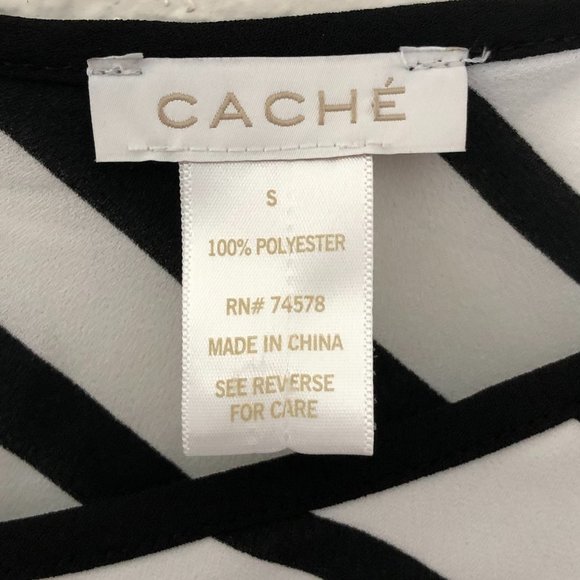 CACHÉ
S
100% POLYESTER
RN# 74578
MADE IN CHINA
SEE REVERSE
FOR CARE